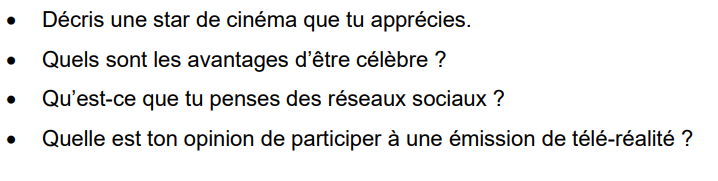 • Décris une star de cinéma que tu apprécies.
• Quels sont les avantages d’être célèbre ?
• Qu’est-ce que tu penses des réseaux sociaux ?
• Quelle est ton opinion de participer à une émission de télé-réalité ?